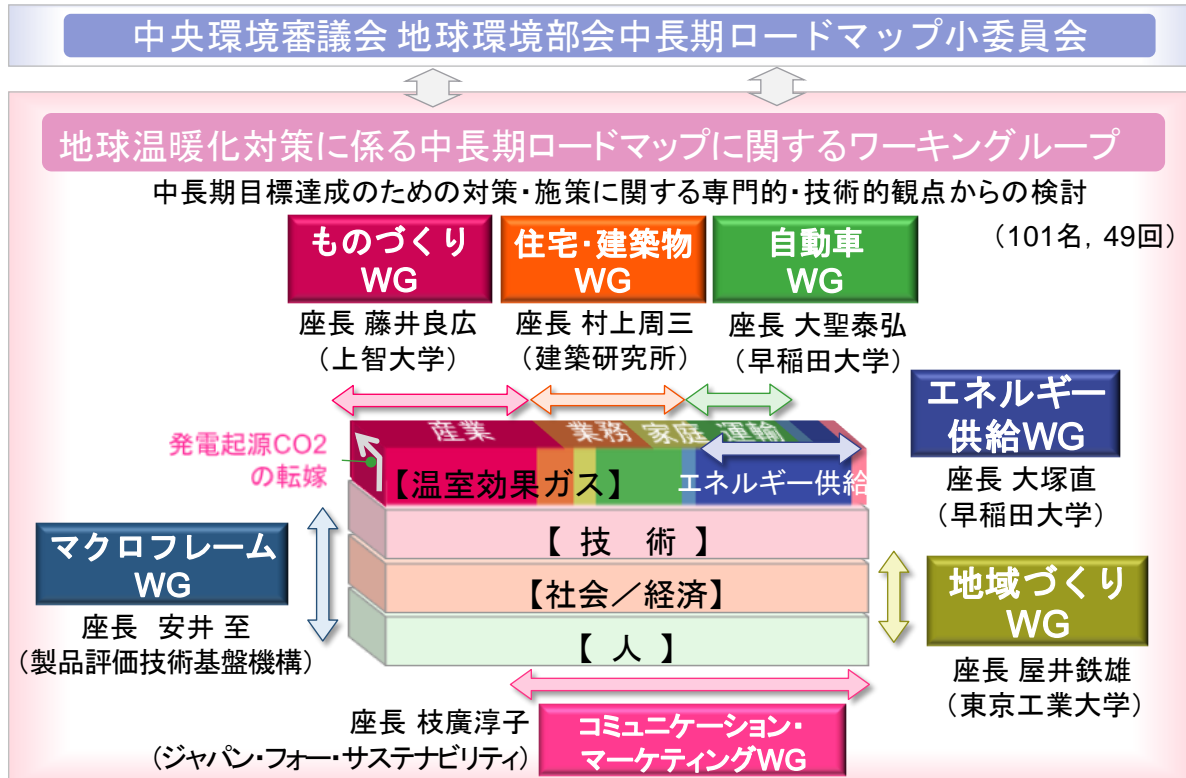 中央環境審議会 地球環境部会中長期ロードマップ小委員会
地球温暖化対策に係る中長期ロードマップに関するワーキンググループ
中長期目標達成のための対策・施策に関する専門的・技術的観点からの検討
（101名，49回）
ものづくり
WG
座長 藤井良広
（上智大学）
住宅・建築物
WG
座長 村上周三
（建築研究所）
自動車
WG
座長 大聖泰弘
（早稲田大学）
エネルギー
供給WG
座長 大塚直
（早稲田大学）
発電起源CO2
の転嫁
産業
業務
家庭
運輸
【温室効果ガス】
エネルギー供給
【 技 術 】
【社会／経済】
【 人 】
マクロフレーム
WG
座長 安井 至
（製品評価技術基盤機構）
地域づくり
WG
座長 屋井鉄雄
（東京工業大学）
座長 枝廣淳子
（ジャパン・フォー・サステナビリティ）
コミュニケーション・
マーケティングWG